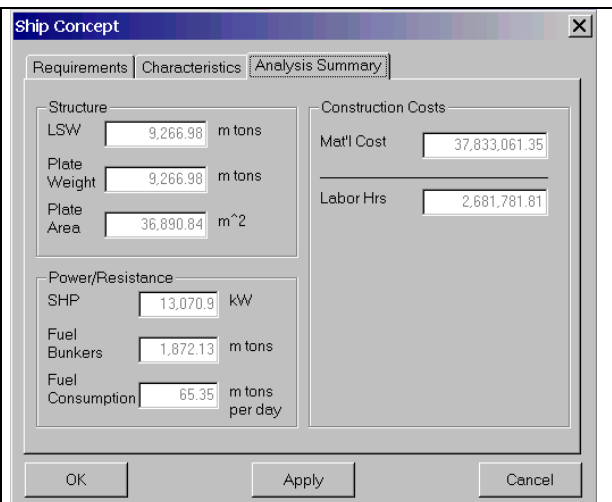 Ship Concept
Requirements Characteristics Analysis Summary
Structure
LSW 9,266.98 m tons
Plate
Weight 9,266.98 m tons
Plate
Area 36,890.84 m^2
Power/Resistance
SHP 13,070.9 kW
Fuel
Bunkers 1,872.13 m tons
Fuel
Consumption 65.35 m tons
per day
Construction Costs
Mat'l Cost 37,833,061.35
Labor Hrs 2,681,781.81
OK Apply Cancel